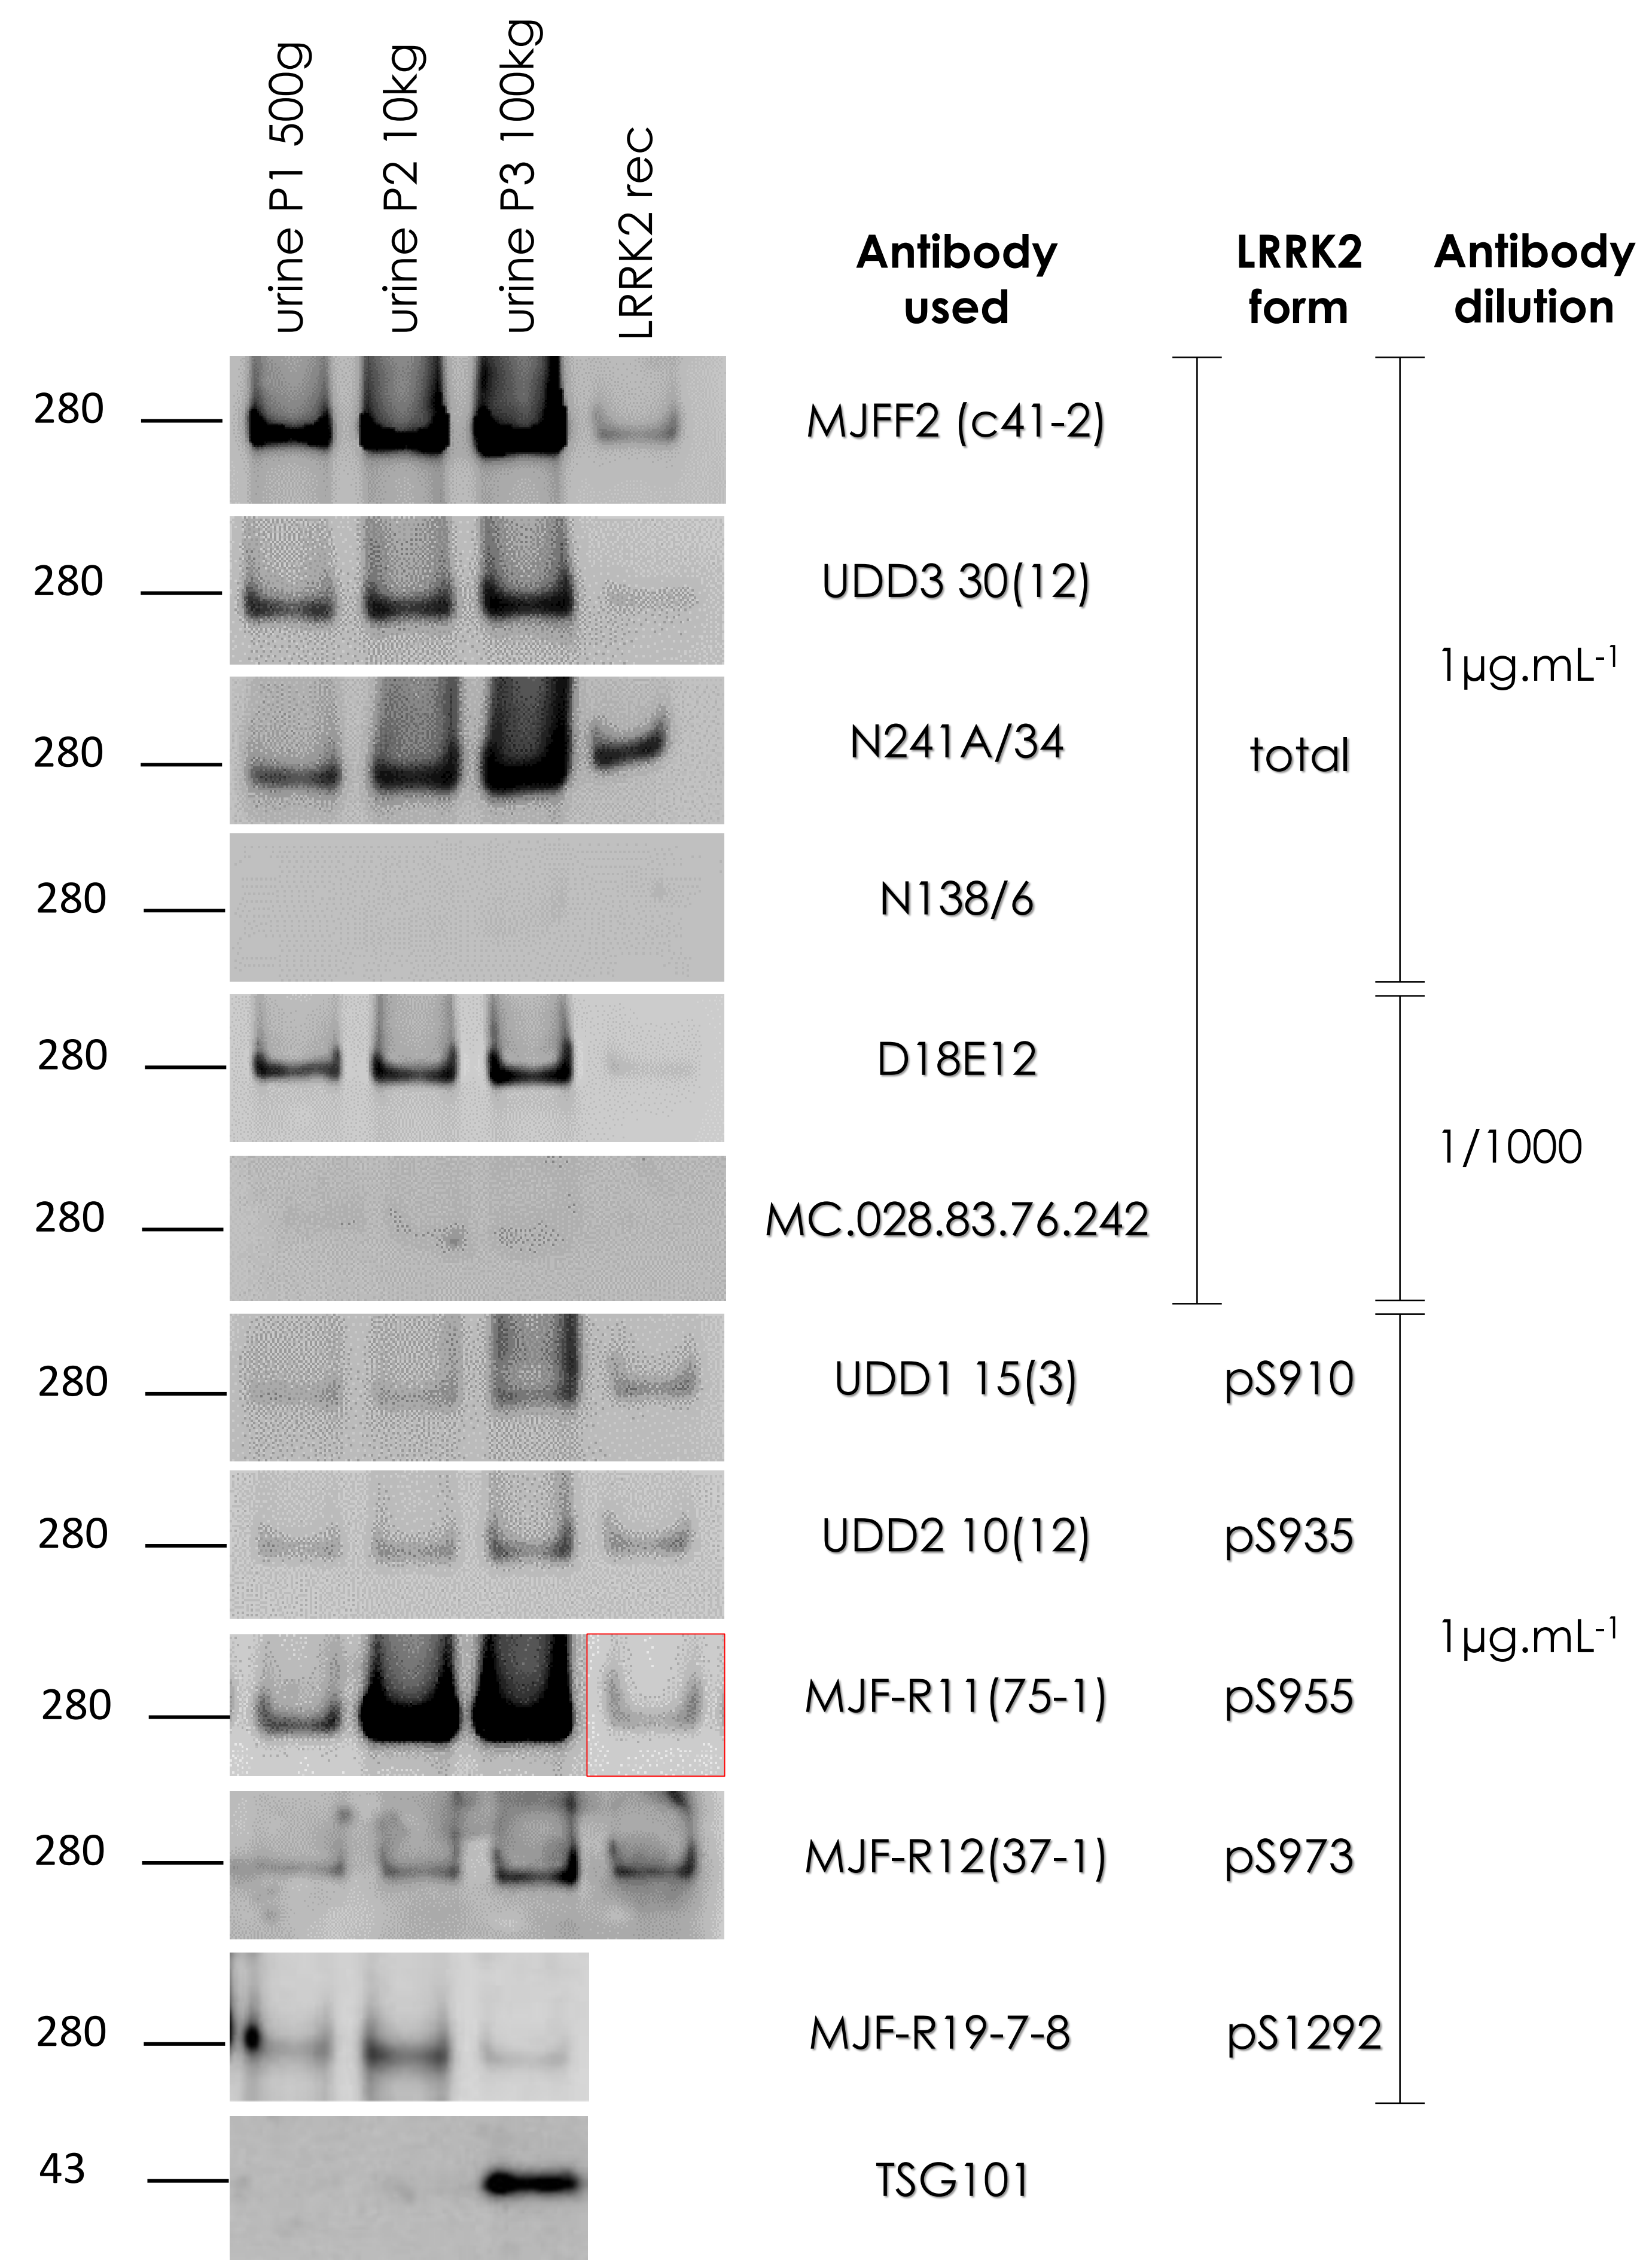 urine P1 500g
urine P2 10kg
urine P3 100kg
LRRK2 rec
Antibody used
LRRK2 form
Antibody dilution
280
MJFF2 (c41-2)
280
UDD3 30(12)
1µg.mL-1
280
N241A/34
total
280
N138/6
280
D18E12
1/1000
280
MC.028.83.76.242
280
UDD1 15(3)
pS910
280
UDD2 10(12)
pS935
1µg.mL-1
280
MJF-R11(75-1)
pS955
280
MJF-R12(37-1)
pS973
280
MJF-R19-7-8
pS1292
43
TSG101